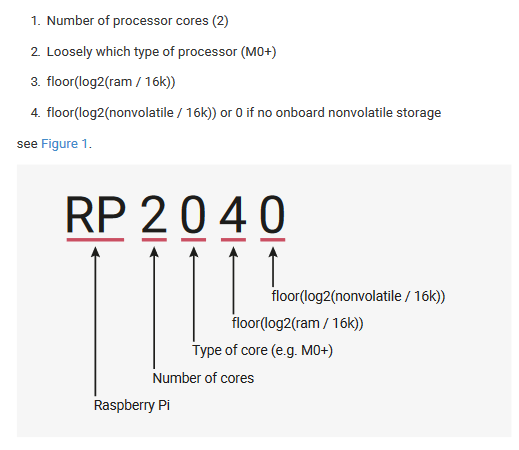 1. Number of processor cores (2)
2. Loosely which type of processor (M0+)
3. floor(log2(ram / 16k))
4. floor(log2(nonvolatile / 16k)) or 0 if no onboard nonvolatile storage
see Figure 1.
RP 2 0 4 0
floor(log2(nonvolatile / 16k))
floor(log2(ram / 16k))
Type of core (e.g. M0+)
Number of cores
Raspberry Pi